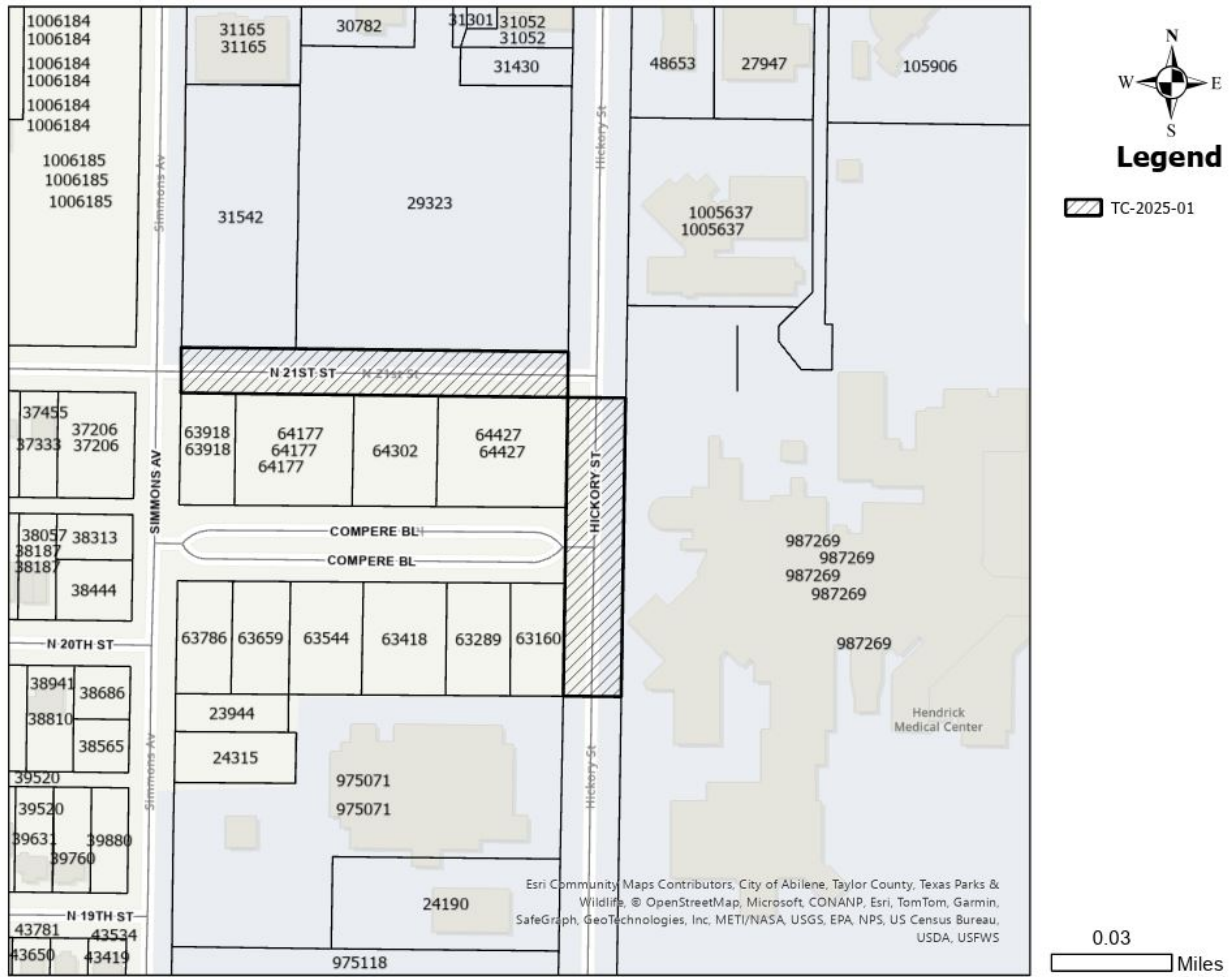 1006184
1006184
1006184
1006184
1006184
1006184
1006185
1006185
1006185
31165
31165
30782
31301
31052
31052
31430
48653
27947
105906
Simmons Av
Hickory St
31542
29323
1005637
1005637
N 21ST ST
N 21st St
37455
37333
37206
37206
63918
63918
64177
64177
64177
64302
64427
64427
SIMMONS AV
HICKORY ST
COMPERE BL
COMPERE BL
38057
38187
38187
38313
38444
987269
987269
987269
987269
987269
N 20TH ST
63786
63659
63544
63418
63289
63160
38941
38810
38686
38565
23944
24315
Hendrick
Medical Center
Simmons Av
Hickory St
975071
975071
39520
39520
39631
39760
39880
24190
N 19TH ST
43781
43534
43650
43419
975118
Esri Community Maps Contributors, City of Abilene, Taylor County, Texas Parks &
Wildlife, © OpenStreetMap, Microsoft, CONANP, Esri, TomTom, Garmin,
SafeGraph, GeoTechnologies, Inc, METI/NASA, USGS, EPA, NPS, US Census Bureau,
USDA, USFWS
N
W
E
S
Legend
TC-2025-01
0.03
Miles